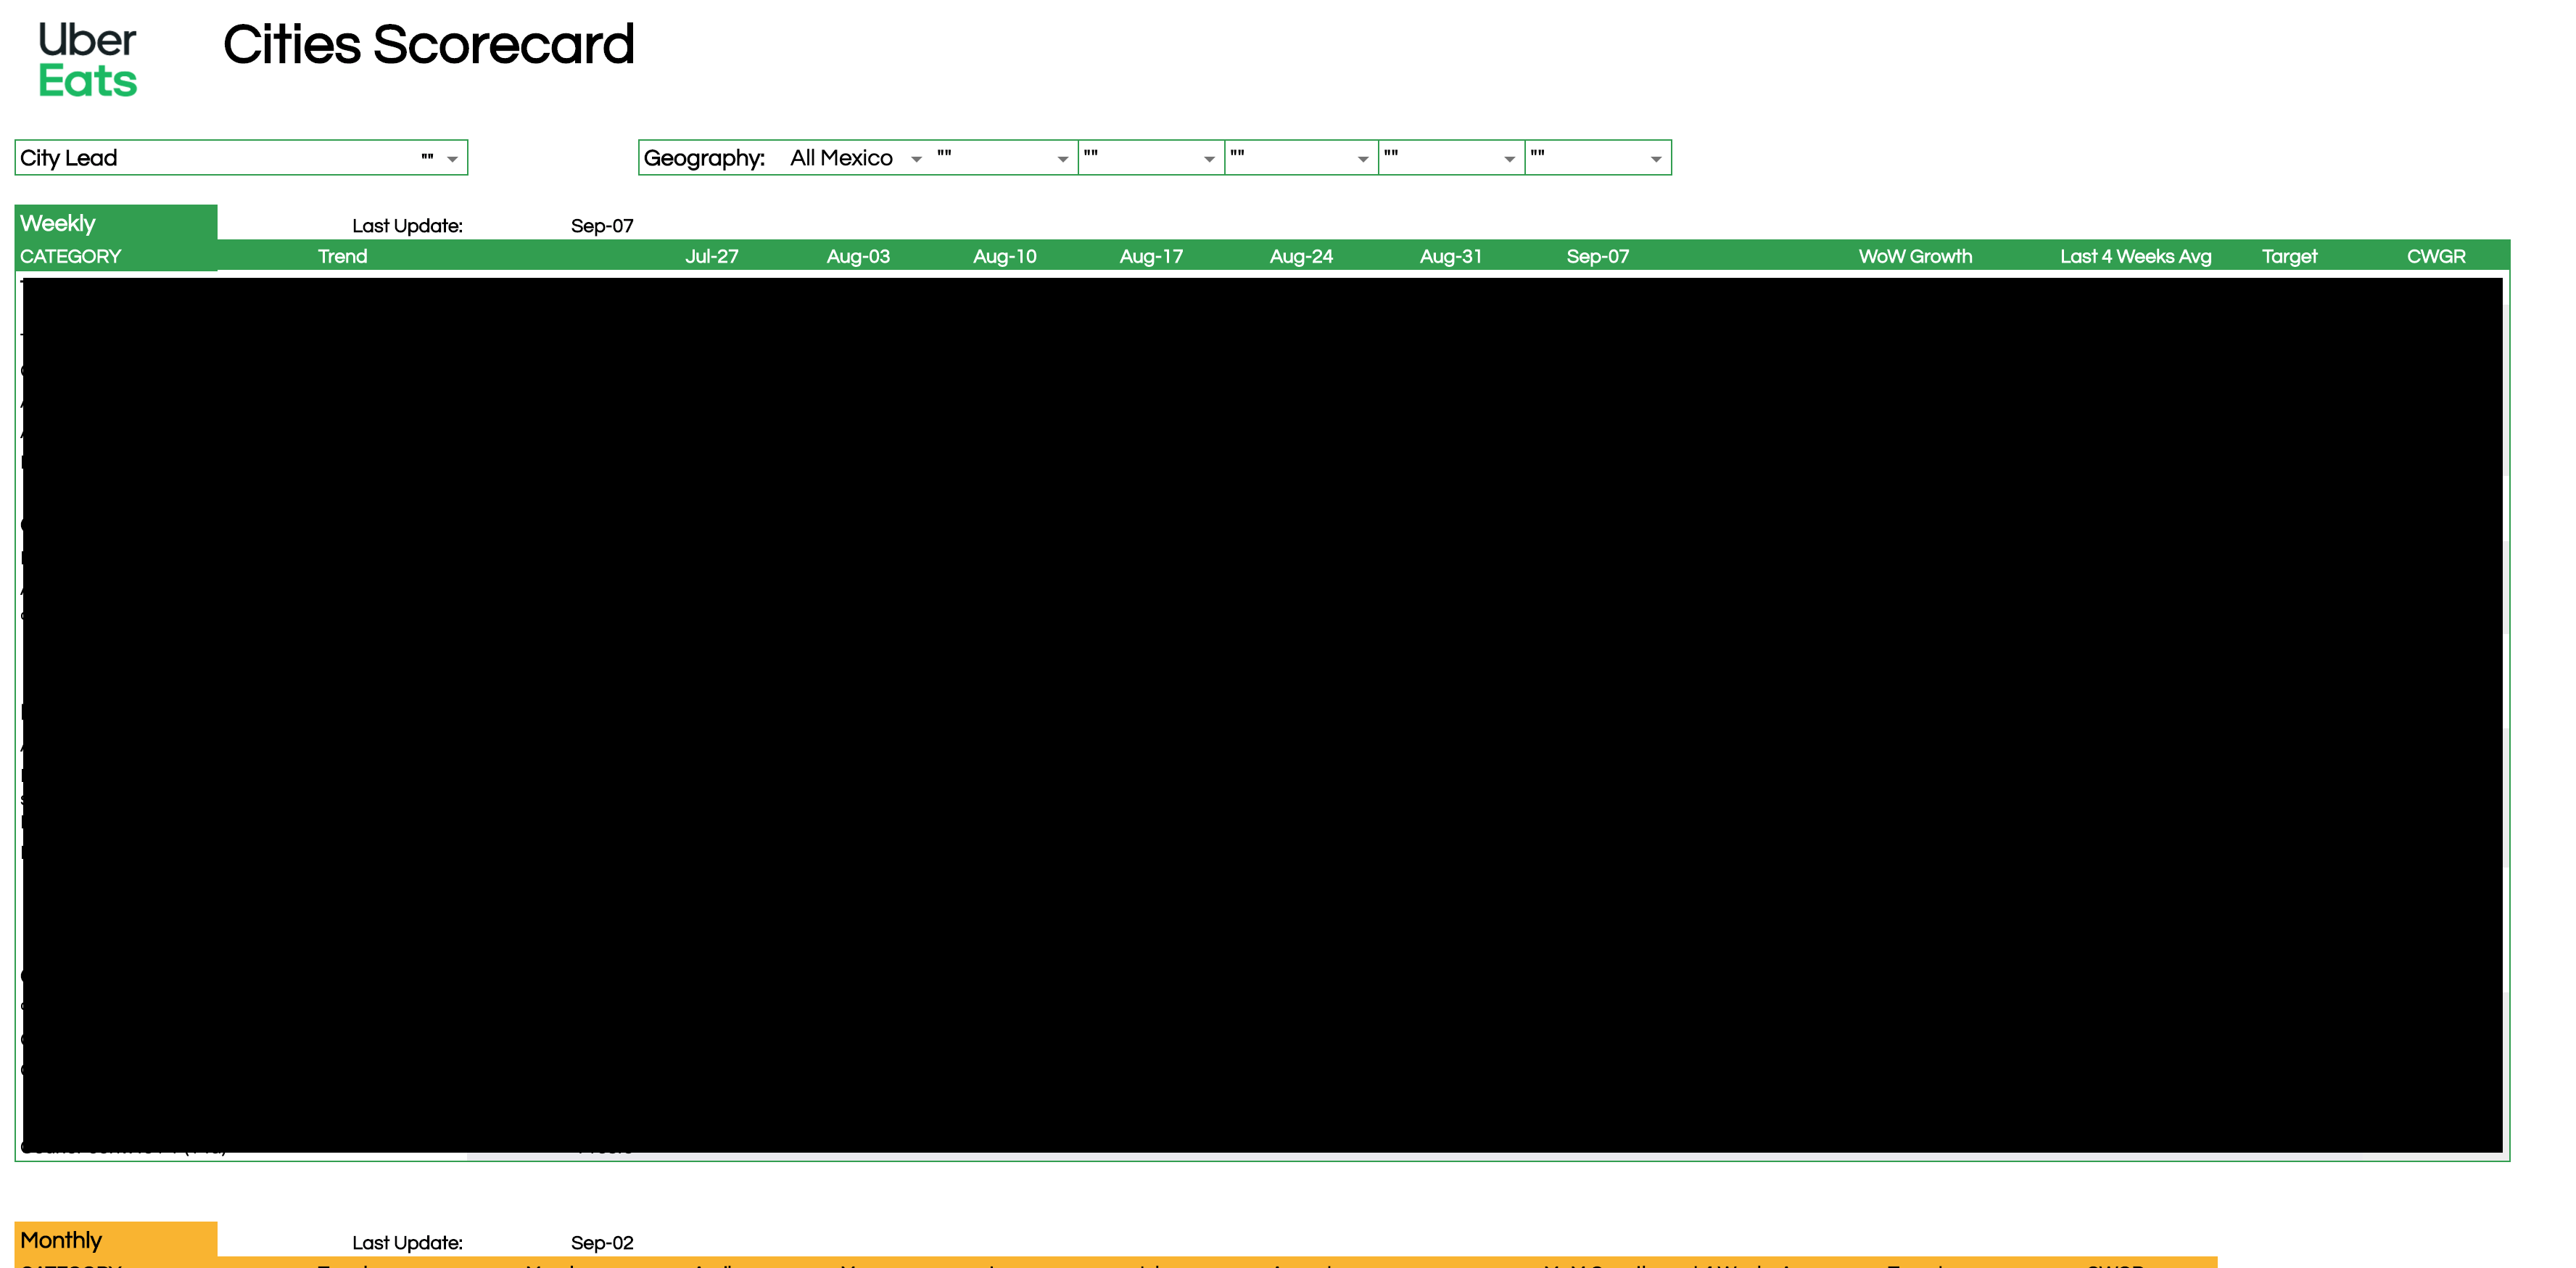 Uber
Eats
Cities Scorecard
City Lead ""
Geography: All Mexico "" "" "" "" ""
Weekly Last Update: Sep-07
CATEGORY Trend Jul-27 Aug-03 Aug-10 Aug-17 Aug-24 Aug-31 Sep-07 WoW Growth Last 4 Weeks Avg Target CWGR
Monthly Last Update: Sep-02
CATEGORY